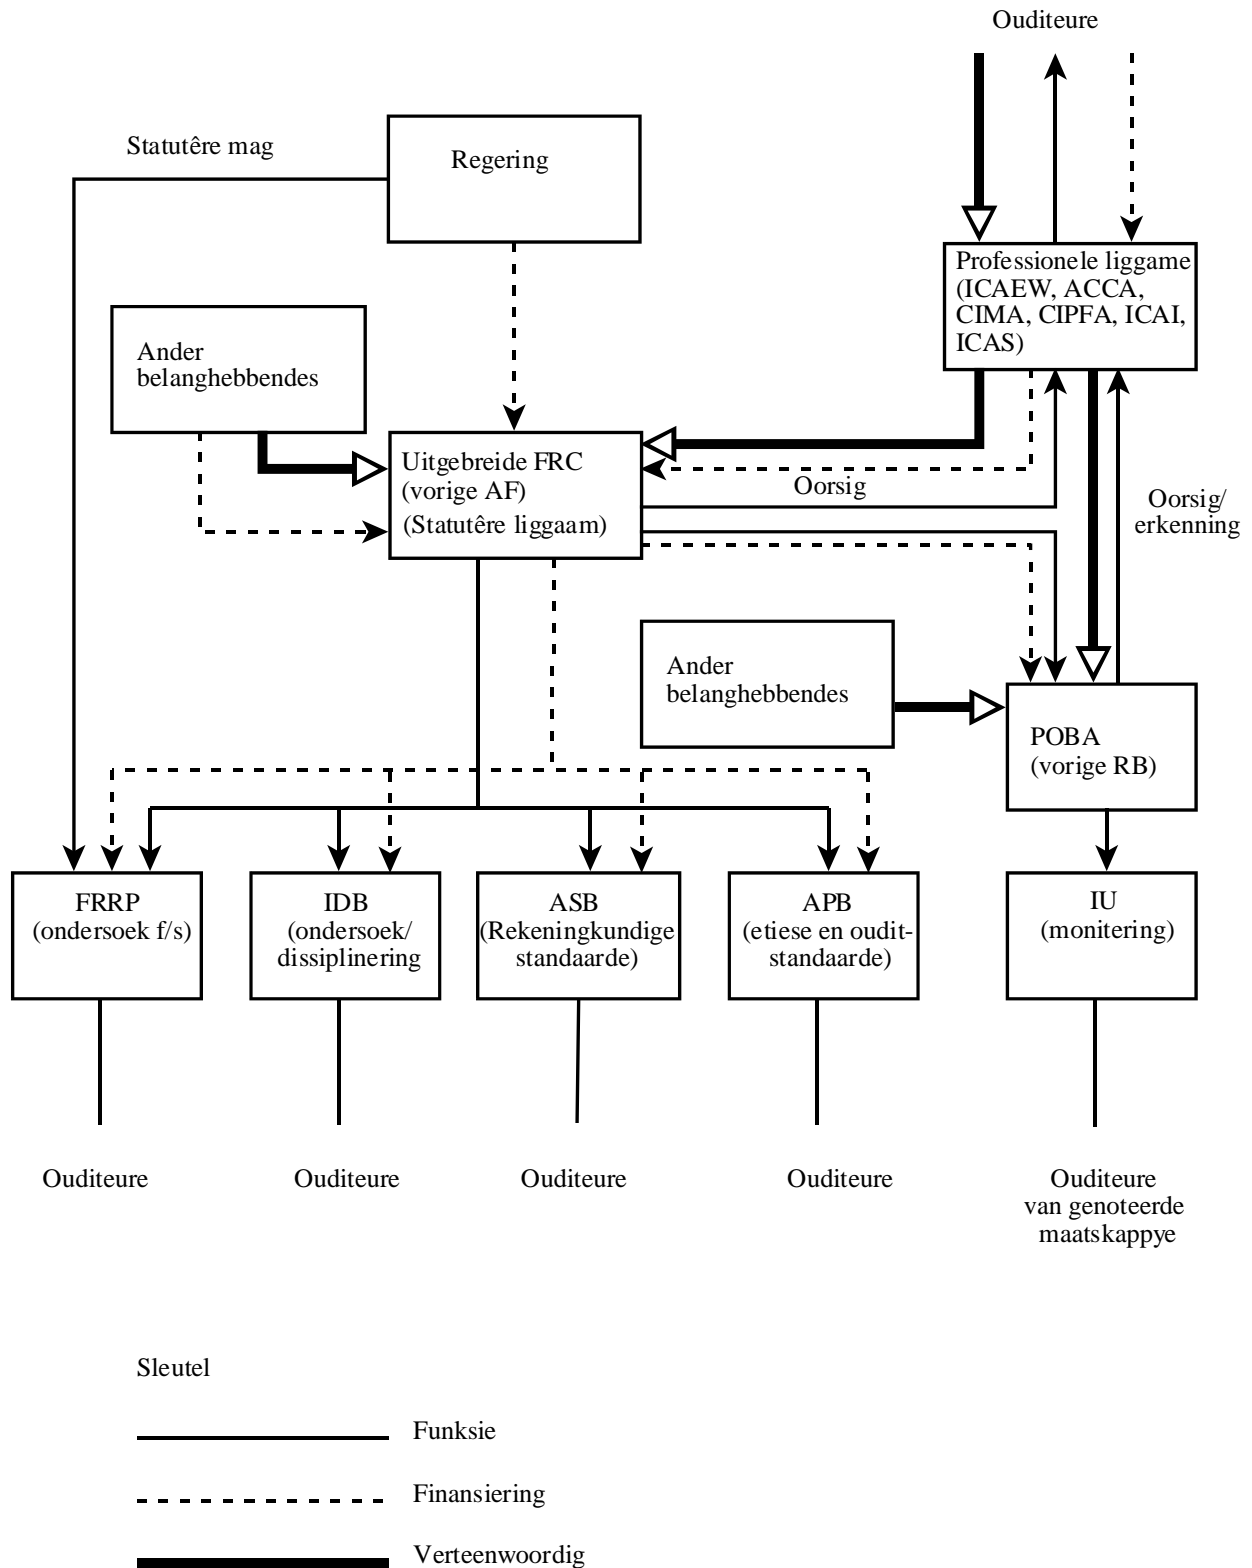 Ouditeure
Statutêre mag
Regering
Professionele liggame
(ICAEW, ACCA,
CIMA, CIPFA, ICAI,
ICAS)
Ander
belanghebbendes
Uitgebreide FRC
(vorige AF)
(Statutêre liggaam)
Oorsig
Oorsig/
erkenning
Ander
belanghebbendes
POBA
(vorige RB)
FRRP
(ondersoek f/s)
IDB
(ondersoek/
dissiplinering
ASB
(Rekeningkundige
standaarde)
APB
(etiese en oudit-
standaarde)
IU
(monitering)
Ouditeure
Ouditeure
Ouditeure
Ouditeure
Ouditeure
van genoteerde
maatskappye
Sleutel
Funksie
Finansiering
Verteenwoordig